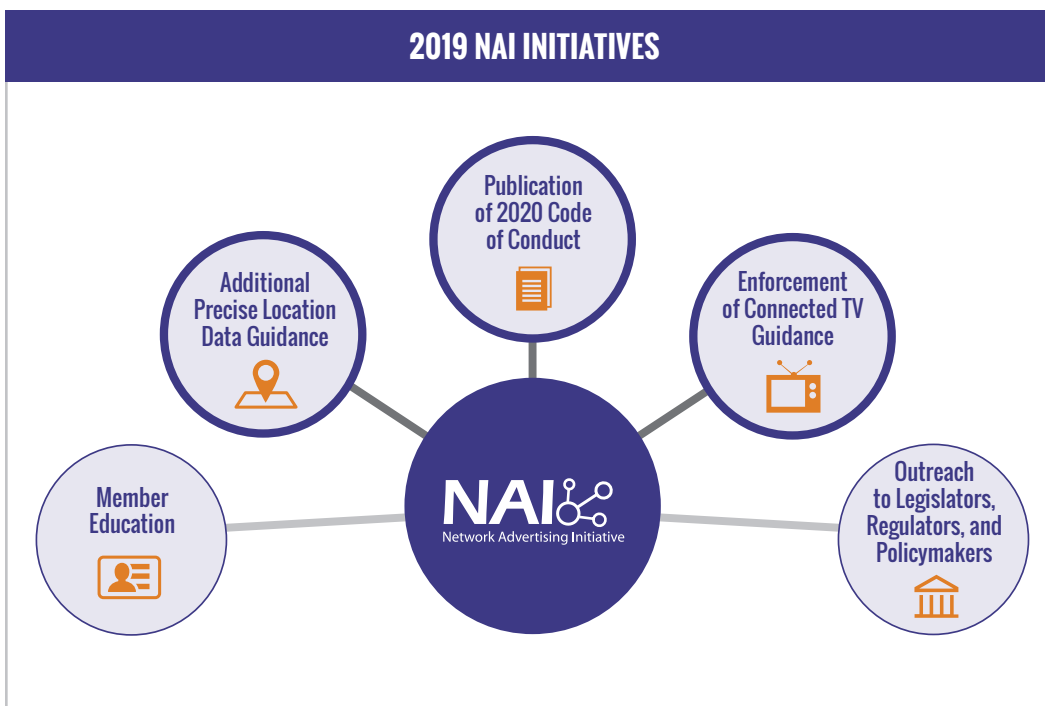 2019 NAI INITIATIVES
Publication
of 2020 Code
of Conduct
Additional
Precise Location
Data Guidance
Enforcement
of Connected TV
Guidance
Member
Education
NAI
Network Advertising Initiative
Outreach
to Legislators,
Regulators, and
Policymakers